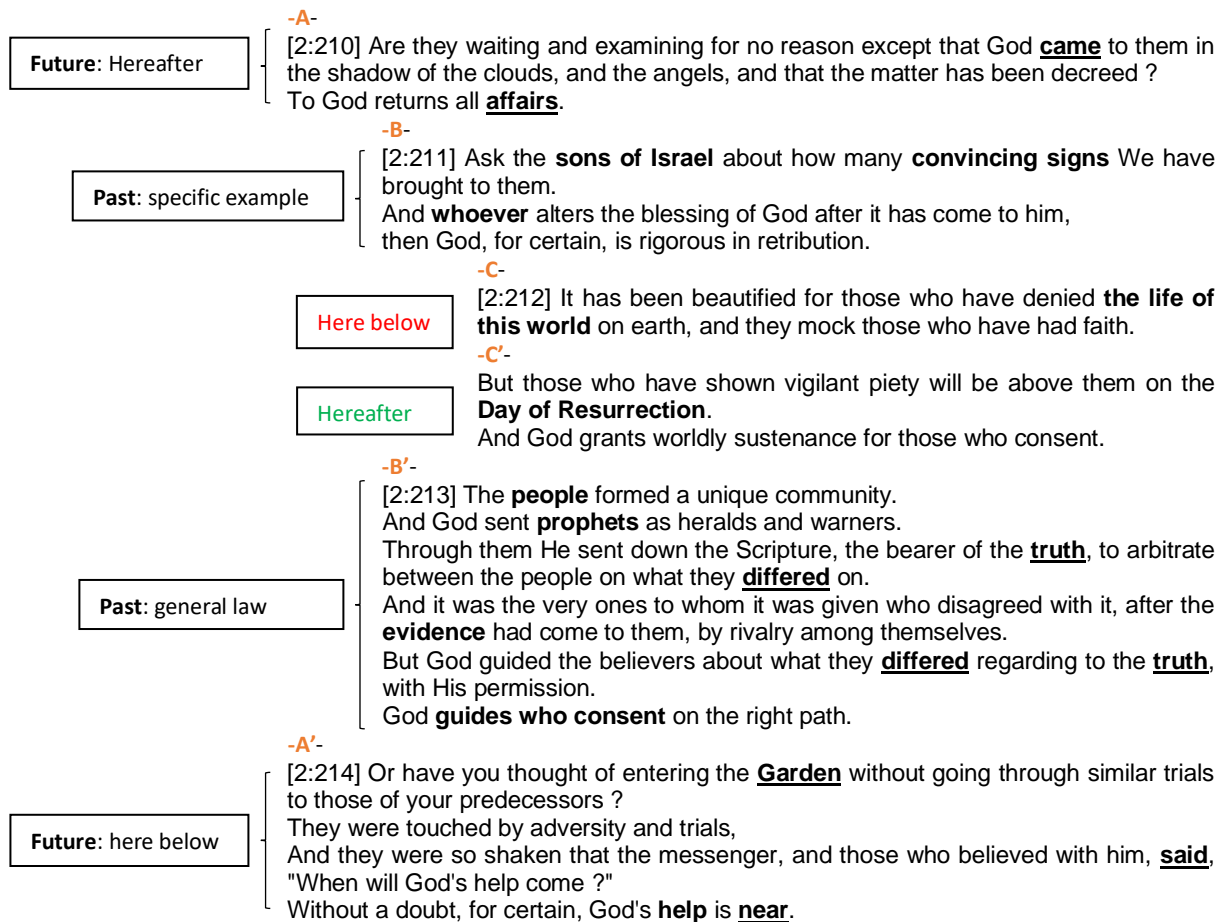 -A-
Future: Hereafter
[2:210] Are they waiting and examining for no reason except that God came to them in
the shadow of the clouds, and the angels, and that the matter has been decreed ?
To God returns all affairs.
-B-
Past: specific example
[2:211] Ask the sons of Israel about how many convincing signs We have
brought to them.
And whoever alters the blessing of God after it has come to him,
then God, for certain, is rigorous in retribution.
-C-
Here below
[2:212] It has been beautified for those who have denied the life of
this world on earth, and they mock those who have had faith.
-C’-
Hereafter
But those who have shown vigilant piety will be above them on the
Day of Resurrection.
And God grants worldly sustenance for those who consent.
-B’-
Past: general law
[2:213] The people formed a unique community.
And God sent prophets as heralds and warners.
Through them He sent down the Scripture, the bearer of the truth, to arbitrate
between the people on what they differed on.
And it was the very ones to whom it was given who disagreed with it, after the
evidence had come to them, by rivalry among themselves.
But God guided the believers about what they differed regarding to the truth,
with His permission.
God guides who consent on the right path.
-A’-
Future: here below
[2:214] Or have you thought of entering the Garden without going through similar trials
to those of your predecessors ?
They were touched by adversity and trials,
And they were so shaken that the messenger, and those who believed with him, said,
"When will God's help come ?"
Without a doubt, for certain, God's help is near.